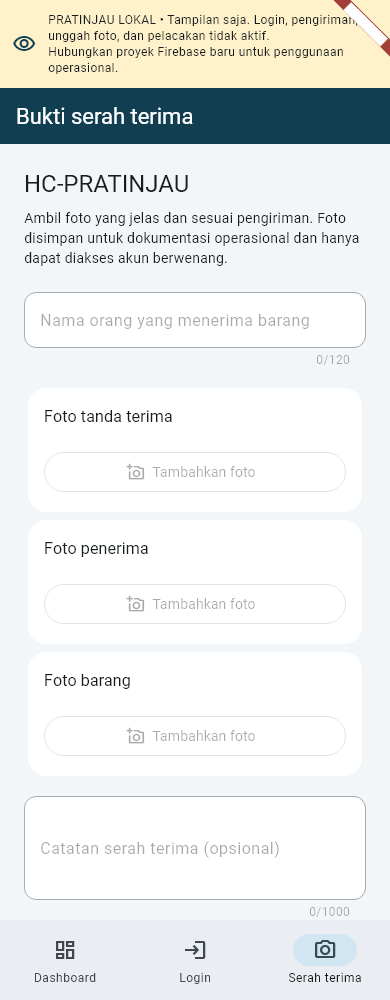 PRATINJAU LOKAL • Tampilan saja. Login, pengiriman,
unggah foto, dan pelacakan tidak aktif.
Hubungkan proyek Firebase baru untuk penggunaan
operasional.
Bukti serah terima
HC-PRATINJAU
Ambil foto yang jelas dan sesuai pengiriman. Foto
disimpan untuk dokumentasi operasional dan hanya
dapat diakses akun berwenang.
Nama orang yang menerima barang
0/120
Foto tanda terima
Tambahkan foto
Foto penerima
Tambahkan foto
Foto barang
Tambahkan foto
Catatan serah terima (opsional)
0/1000
Dashboard
Login
Serah terima